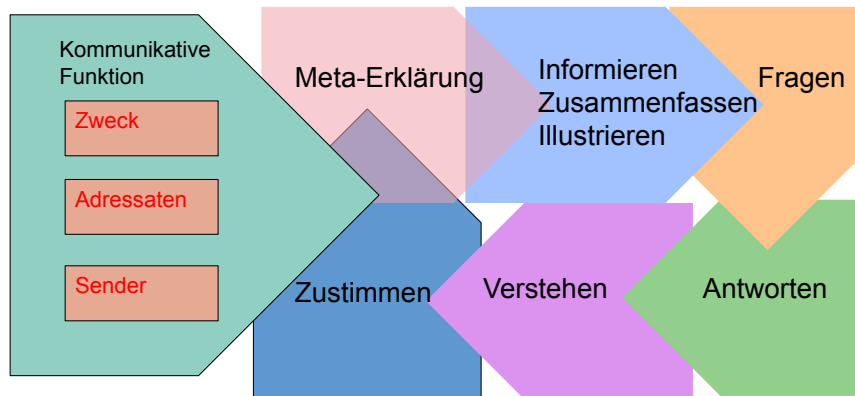 Kommunikative
Funktion
Zweck
Adressaten
Sender
Meta-Erklärung
Informieren
Zusammenfassen
Illustrieren
Fragen
Zustimmen
Verstehen
Antworten